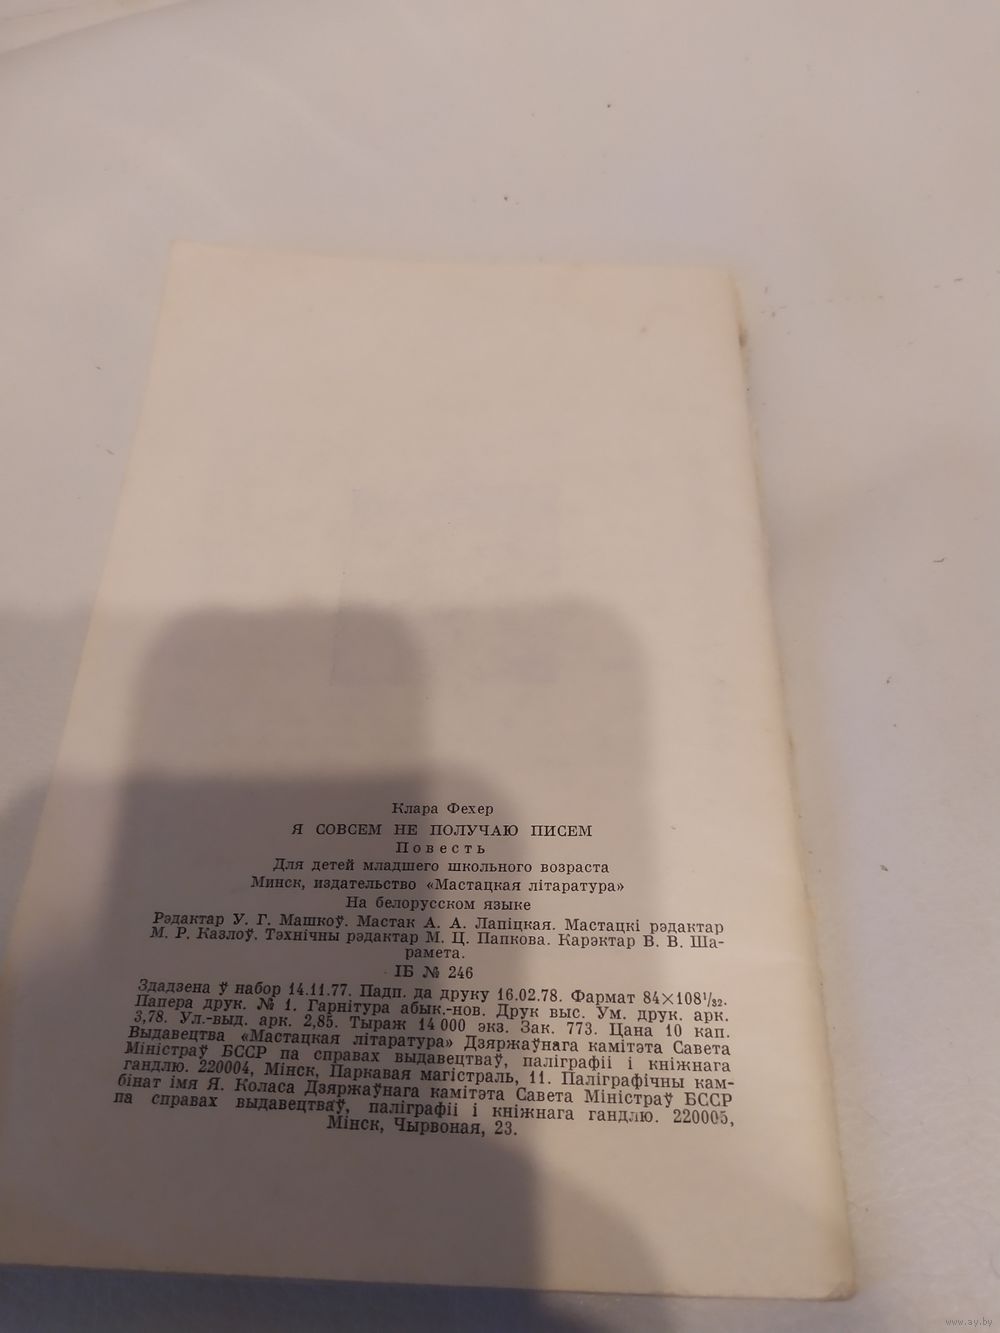 Клара Фехер
Я СОВСЕМ НЕ ПОЛУЧАЮ ПИСЕМ
Повесть
Для детей младшего школьного возраста
Минск, издательство «Мастацкая літаратура»
На белорусском языке
Рэдактар У. Г. Машкоў. Мастак А. А. Лапіцкая. Мастацкі рэдактар
М. Р. Казлоў. Тэхнічны рэдактар М. Ц. Папкова. Карэктар В. В. Ша-
рамета.
ІБ № 246
Здадзена ў набор 14.11.77. Падп. да друку 16.02.78. Фармат 84×108¹/₃₂.
Папера друк. № 1. Гарнітура абык.-нов. Друк выс. Ум. друк. арк.
3,78. Ул.-выд. арк. 2,85. Тыраж 14 000 экз. Зак. 773. Цана 10 кап.
Выдавецтва «Мастацкая літаратура» Дзяржаўнага камітэта Савета
Міністраў БССР па справах выдавецтваў, паліграфіі і кніжнага
гандлю. 220004, Мінск, Паркавая магістраль, 11. Паліграфічны кам-
бінат імя Я. Коласа Дзяржаўнага камітэта Савета Міністраў БССР
па справах выдавецтваў, паліграфіі і кніжнага гандлю. 220005,
Мінск, Чырвоная, 23.
www.ay.by